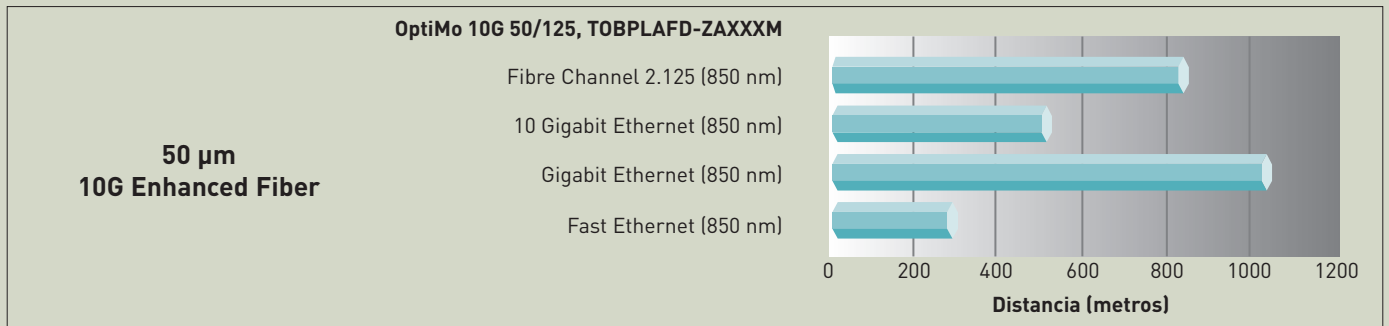 OptiMo 10G 50/125, TOBPLAFD-ZAXXXM
Fibre Channel 2.125 (850 nm)
10 Gigabit Ethernet (850 nm)
50 µm
10G Enhanced Fiber
Gigabit Ethernet (850 nm)
Fast Ethernet (850 nm)
0 200 400 600 800 1000 1200
Distancia (metros)